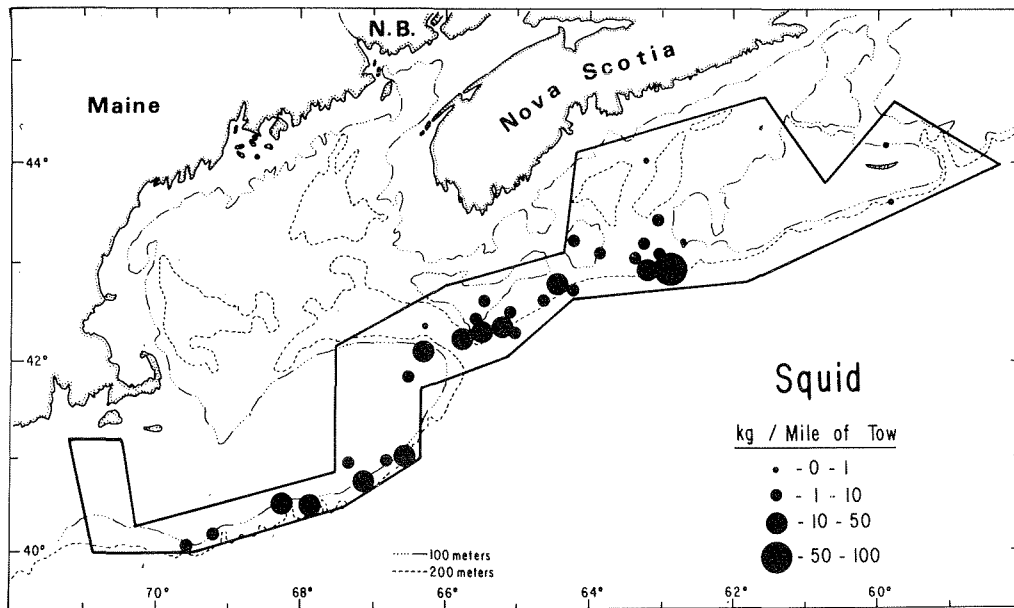 N.B.
Nova Scotia
Maine
44°
42°
40°
Squid
kg / Mile of Tow
- 0 - 1
- 1 - 10
- 10 - 50
- 50 - 100
100 meters
200 meters
70° 68° 66° 64° 62° 60°